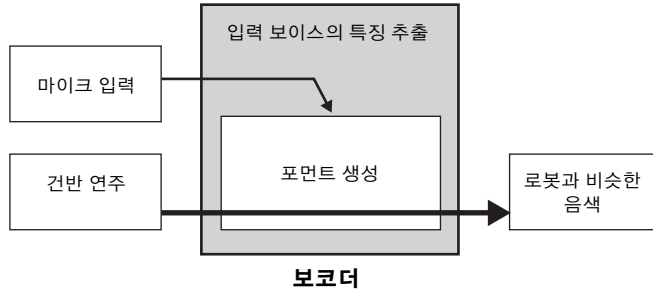 입력 보이스의 특징 추출
마이크 입력
포먼트 생성
건반 연주
로봇과 비슷한
음색
보코더